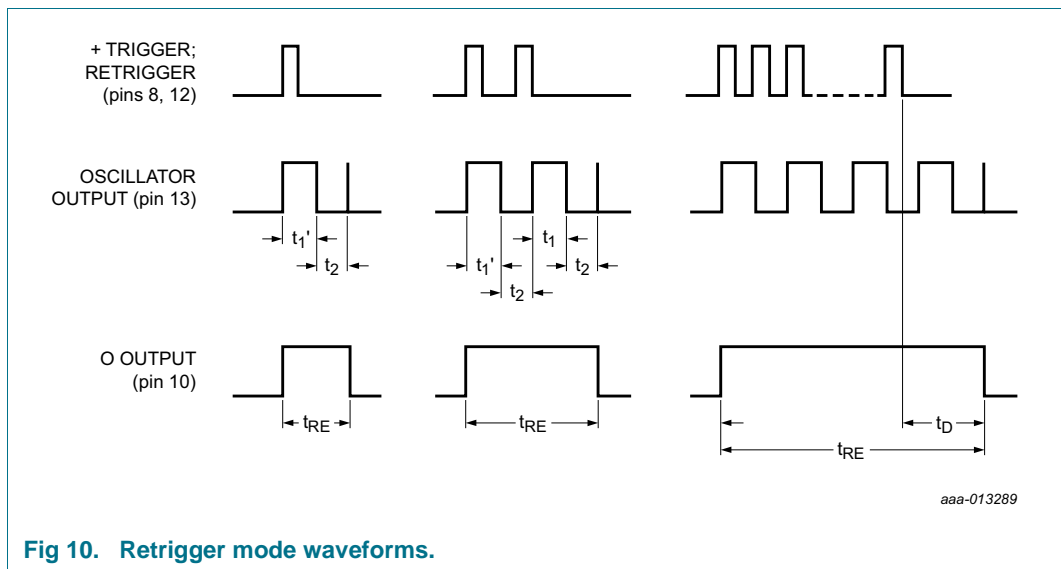 + TRIGGER;
RETRIGGER
(pins 8, 12)
OSCILLATOR
OUTPUT (pin 13)
t1'
t2
t1'
t2
t1
t2
O OUTPUT
(pin 10)
tRE
tRE
tD
tRE
aaa-013289
Fig 10. Retrigger mode waveforms.